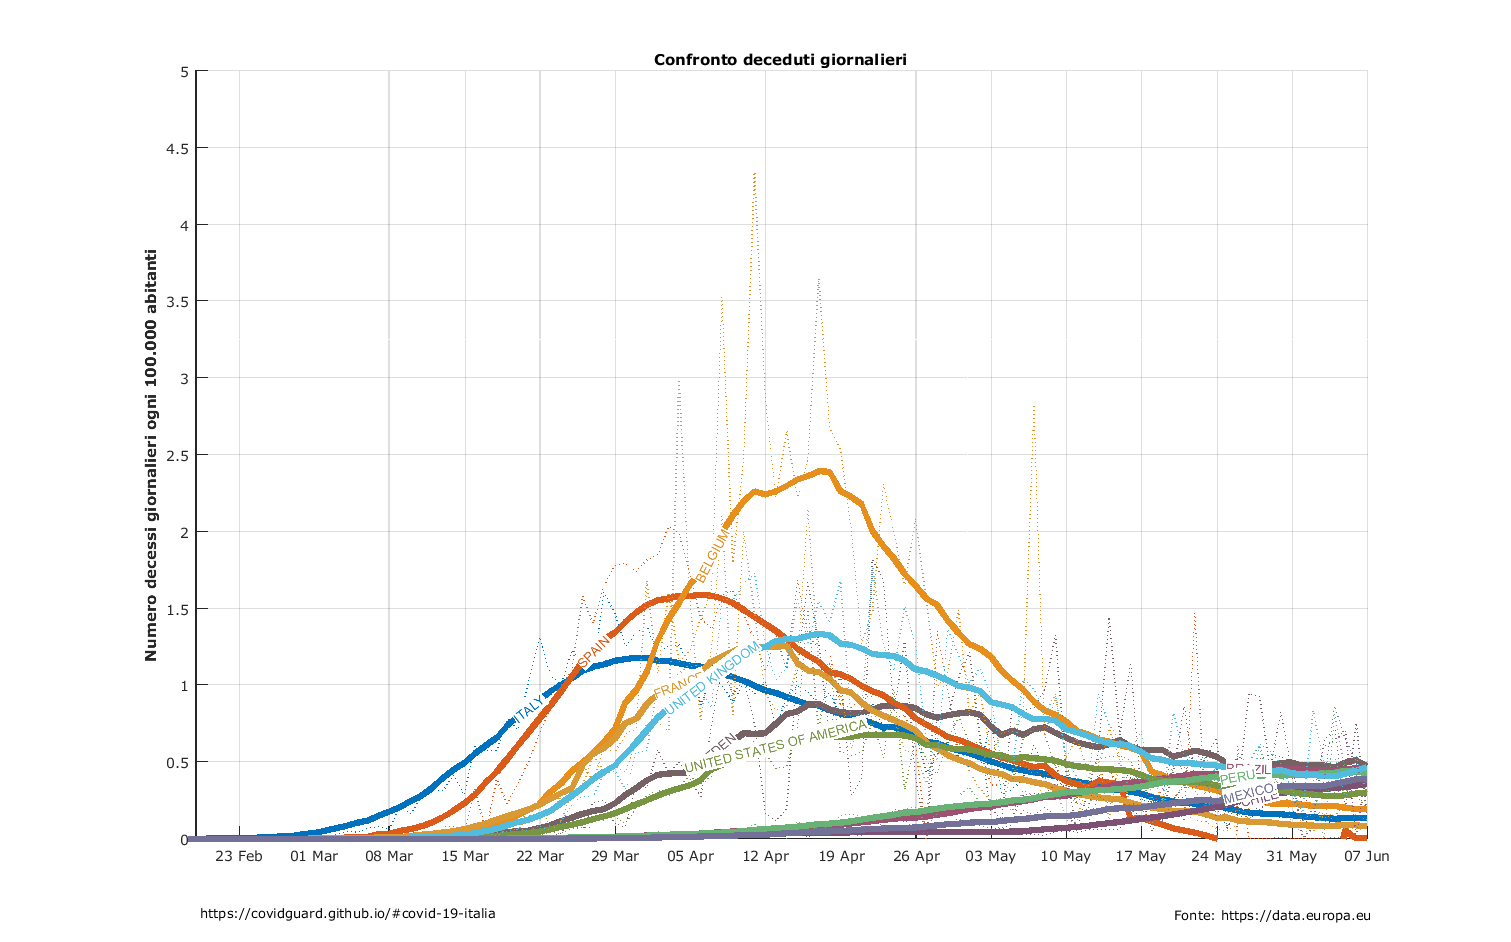 Confronto deceduti giornalieri
Numero decessi giornalieri ogni 100.000 abitanti
5
4.5
4
3.5
3
2.5
2
1.5
1
0.5
0
BELGIUM
SPAIN
ITALY
UNITED KINGDOM
UNITED STATES OF AMERICA
PERU
MEXICO
23 Feb
01 Mar
08 Mar
15 Mar
22 Mar
29 Mar
05 Apr
12 Apr
19 Apr
26 Apr
03 May
10 May
17 May
24 May
31 May
07 Jun
https://covidguard.github.io/#covid-19-italia
Fonte: https://data.europa.eu